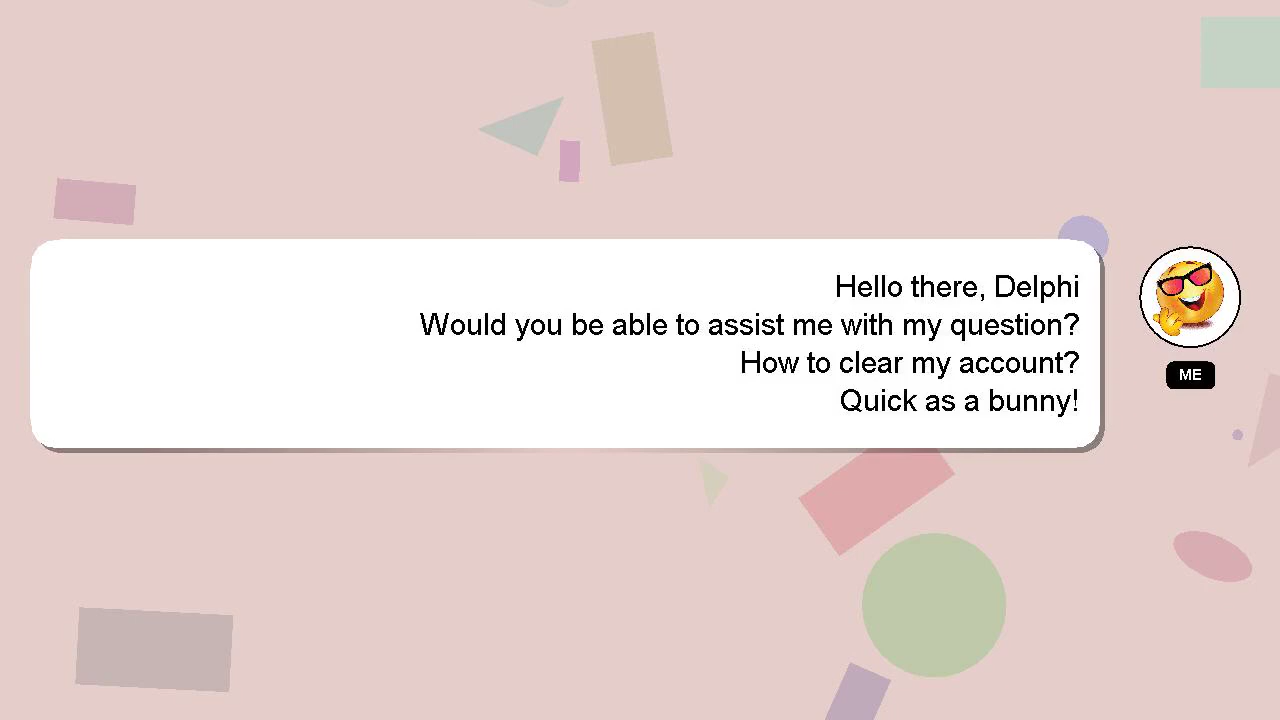 Hello there, Delphi
Would you be able to assist me with my question?
How to clear my account?
Quick as a bunny!
ME